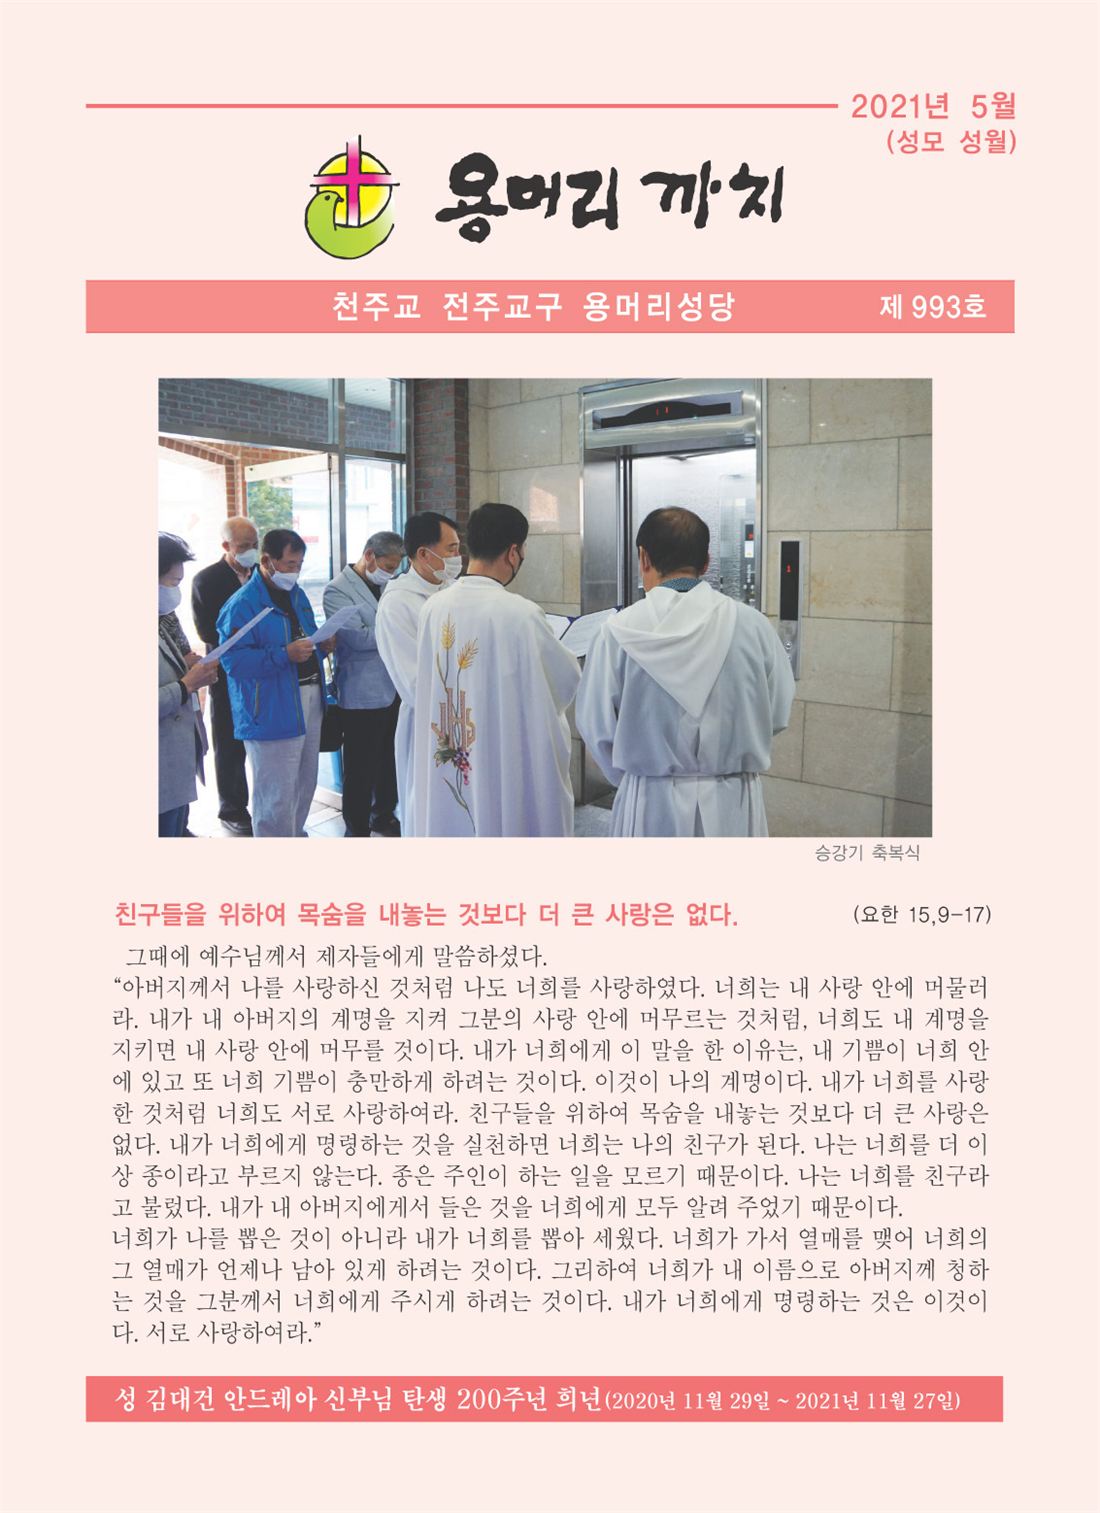 2021년 5월
(성모 성월)
용머리 까치
천주교 전주교구 용머리성당 제 993호
승강기 축복식
친구들을 위하여 목숨을 내놓는 것보다 더 큰 사랑은 없다. (요한 15,9-17)
그때에 예수님께서 제자들에게 말씀하셨다.
“아버지께서 나를 사랑하신 것처럼 나도 너희를 사랑하였다. 너희는 내 사랑 안에 머물러
라. 내가 내 아버지의 계명을 지켜 그분의 사랑 안에 머무르는 것처럼, 너희도 내 계명을
지키면 내 사랑 안에 머무를 것이다. 내가 너희에게 이 말을 한 이유는, 내 기쁨이 너희 안
에 있고 또 너희 기쁨이 충만하게 하려는 것이다. 이것이 나의 계명이다. 내가 너희를 사랑
한 것처럼 너희도 서로 사랑하여라. 친구들을 위하여 목숨을 내놓는 것보다 더 큰 사랑은
없다. 내가 너희에게 명령하는 것을 실천하면 너희는 나의 친구가 된다. 나는 너희를 더 이
상 종이라고 부르지 않는다. 종은 주인이 하는 일을 모르기 때문이다. 나는 너희를 친구라
고 불렀다. 내가 내 아버지에게서 들은 것을 너희에게 모두 알려 주었기 때문이다.
너희가 나를 뽑은 것이 아니라 내가 너희를 뽑아 세웠다. 너희가 가서 열매를 맺어 너희의
그 열매가 언제나 남아 있게 하려는 것이다. 그리하여 너희가 내 이름으로 아버지께 청하
는 것을 그분께서 너희에게 주시게 하려는 것이다. 내가 너희에게 명령하는 것은 이것이
다. 서로 사랑하여라.”
성 김대건 안드레아 신부님 탄생 200주년 희년(2020년 11월 29일 ~ 2021년 11월 27일)